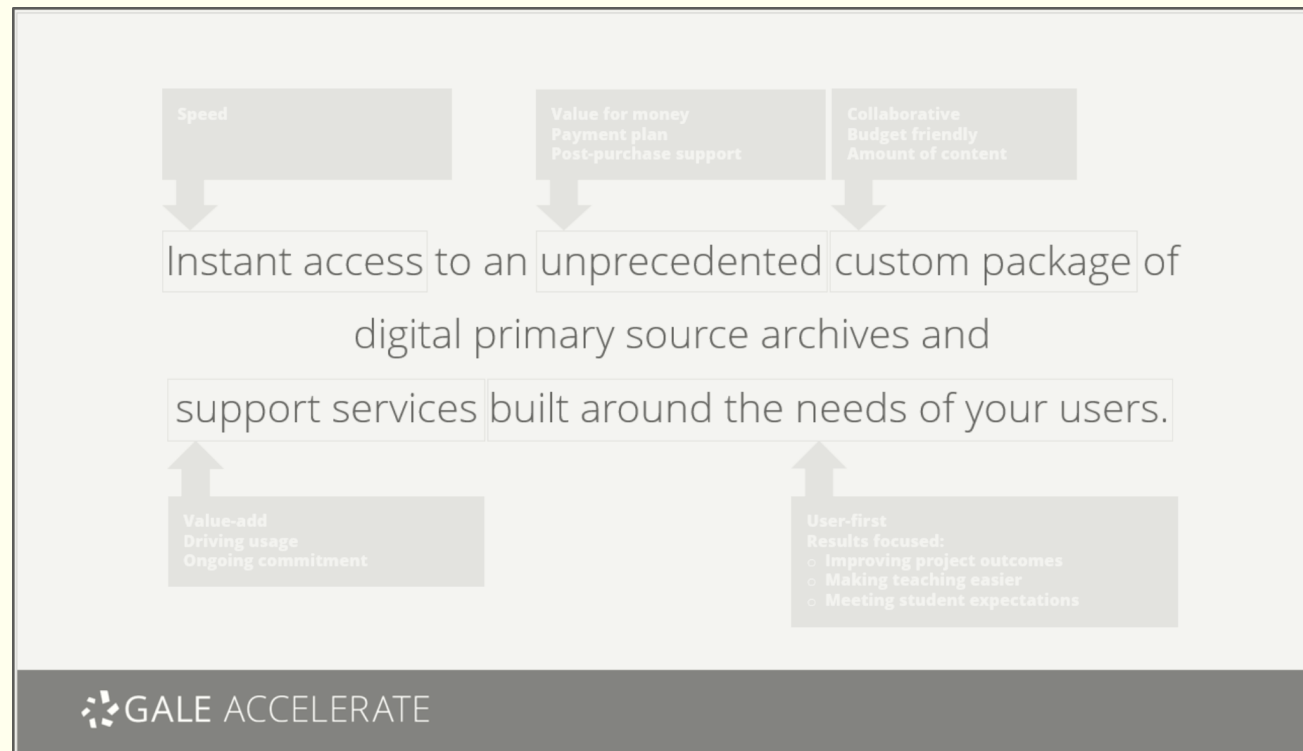 Speed
Value for money
Payment plan
Post-purchase support
Collaborative
Budget friendly
Amount of content
Instant access to an unprecedented custom package of
digital primary source archives and
support services built around the needs of your users.
Value-add
Driving usage
Ongoing commitment
User-first
Results focused:
○ Improving project outcomes
○ Making teaching easier
○ Meeting student expectations
GALE ACCELERATE